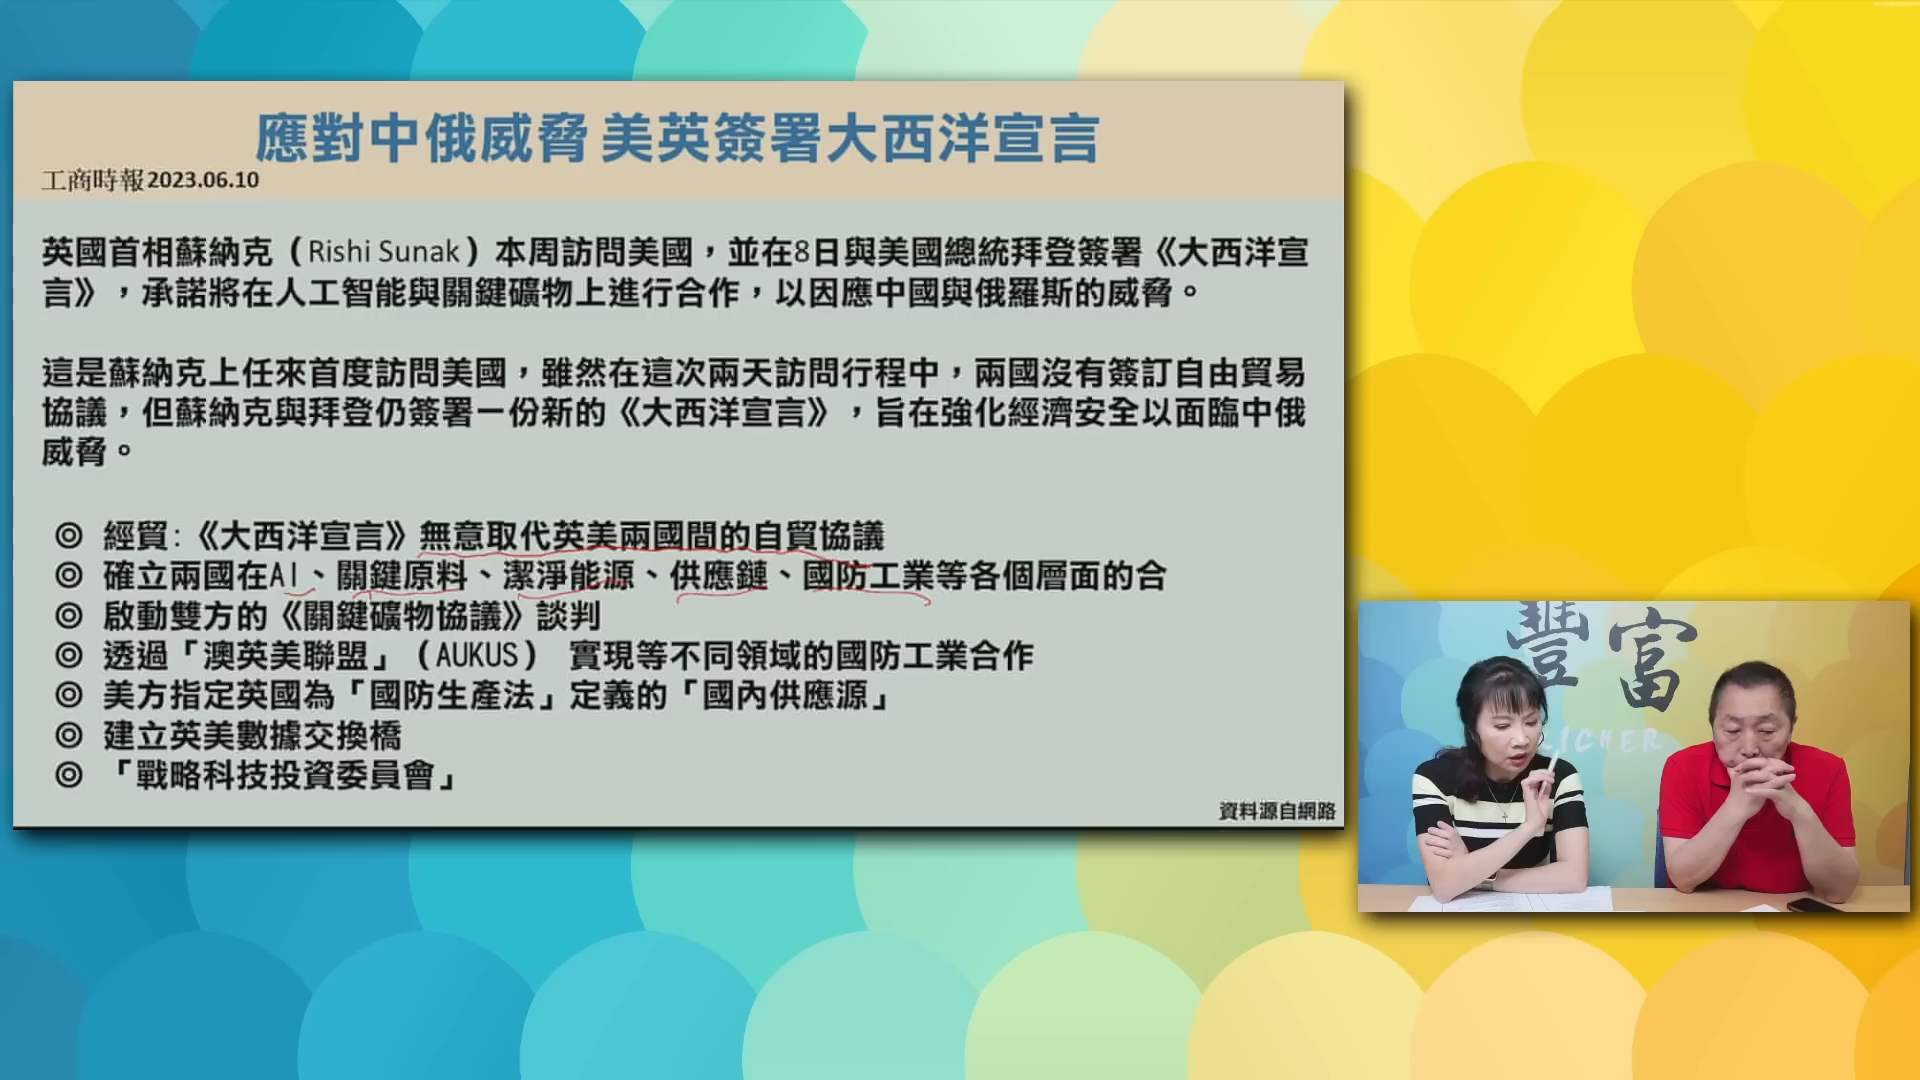 應對中俄威脅 美英簽署大西洋宣言
工商時報2023.06.10
英國首相蘇納克（Rishi Sunak）本周訪問美國，並在8日與美國總統拜登簽署《大西洋宣
言》，承諾將在人工智能與關鍵礦物上進行合作，以因應中國與俄羅斯的威脅。
這是蘇納克上任來首度訪問美國，雖然在這次兩天訪問行程中，兩國沒有簽訂自由貿易
協議，但蘇納克與拜登仍簽署一份新的《大西洋宣言》，旨在強化經濟安全以面臨中俄
威脅。
◎ 經貿:《大西洋宣言》無意取代英美兩國間的自貿協議
◎ 確立兩國在AI、關鍵原料、潔淨能源、供應鏈、國防工業等各個層面的合
◎ 啟動雙方的《關鍵礦物協議》談判
◎ 透過「澳英美聯盟」（AUKUS） 實現等不同領域的國防工業合作
◎ 美方指定英國為「國防生產法」定義的「國內供應源」
◎ 建立英美數據交換橋
◎ 「戰略科技投資委員會」
資料源自網路
豐富
LICHER